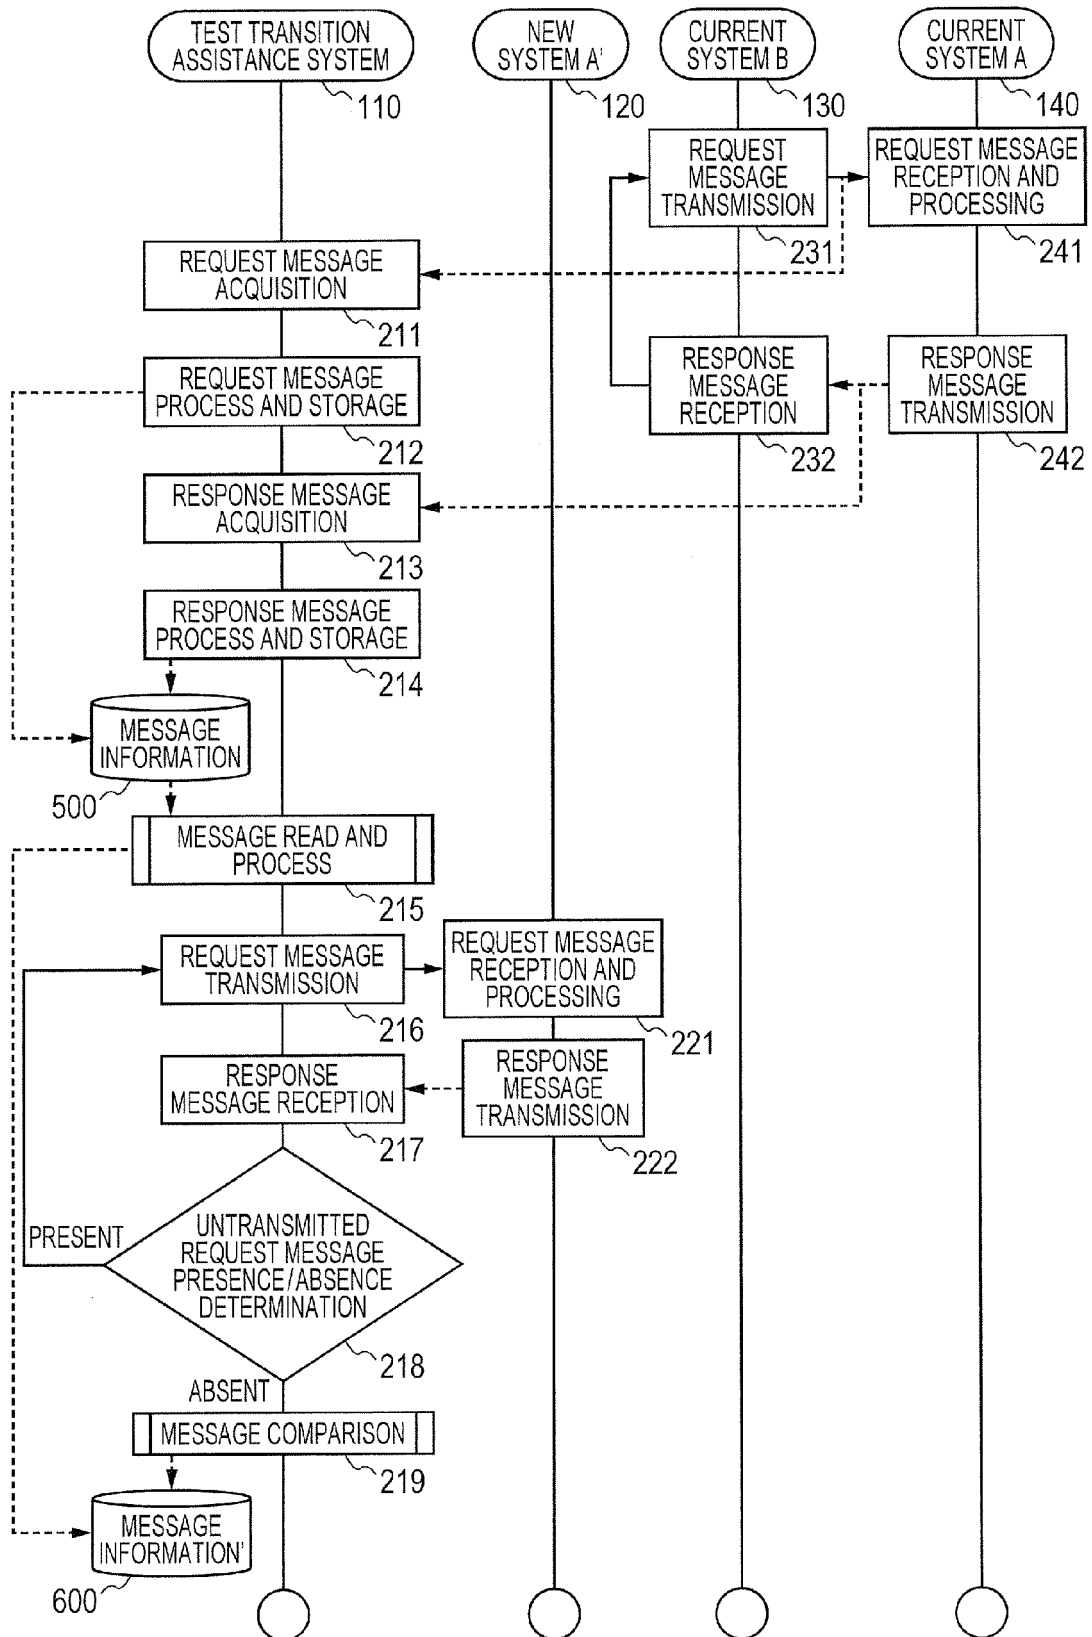 TEST TRANSITION
ASSISTANCE SYSTEM
110
NEW
SYSTEM A'
120
CURRENT
SYSTEM B
130
CURRENT
SYSTEM A
140
REQUEST
MESSAGE
TRANSMISSION
231
REQUEST MESSAGE
RECEPTION AND
PROCESSING
241
REQUEST MESSAGE
ACQUISITION
211
REQUEST MESSAGE
PROCESS AND STORAGE
212
RESPONSE
MESSAGE
RECEPTION
232
RESPONSE
MESSAGE
TRANSMISSION
242
RESPONSE MESSAGE
ACQUISITION
213
RESPONSE MESSAGE
PROCESS AND STORAGE
214
MESSAGE
INFORMATION
500
MESSAGE READ AND
PROCESS
215
REQUEST MESSAGE
TRANSMISSION
216
REQUEST MESSAGE
RECEPTION AND
PROCESSING
221
RESPONSE
MESSAGE RECEPTION
217
RESPONSE
MESSAGE
TRANSMISSION
222
PRESENT
UNTRANSMITTED
REQUEST MESSAGE
PRESENCE/ABSENCE
DETERMINATION
218
ABSENT
MESSAGE COMPARISON
219
MESSAGE
INFORMATION'
600